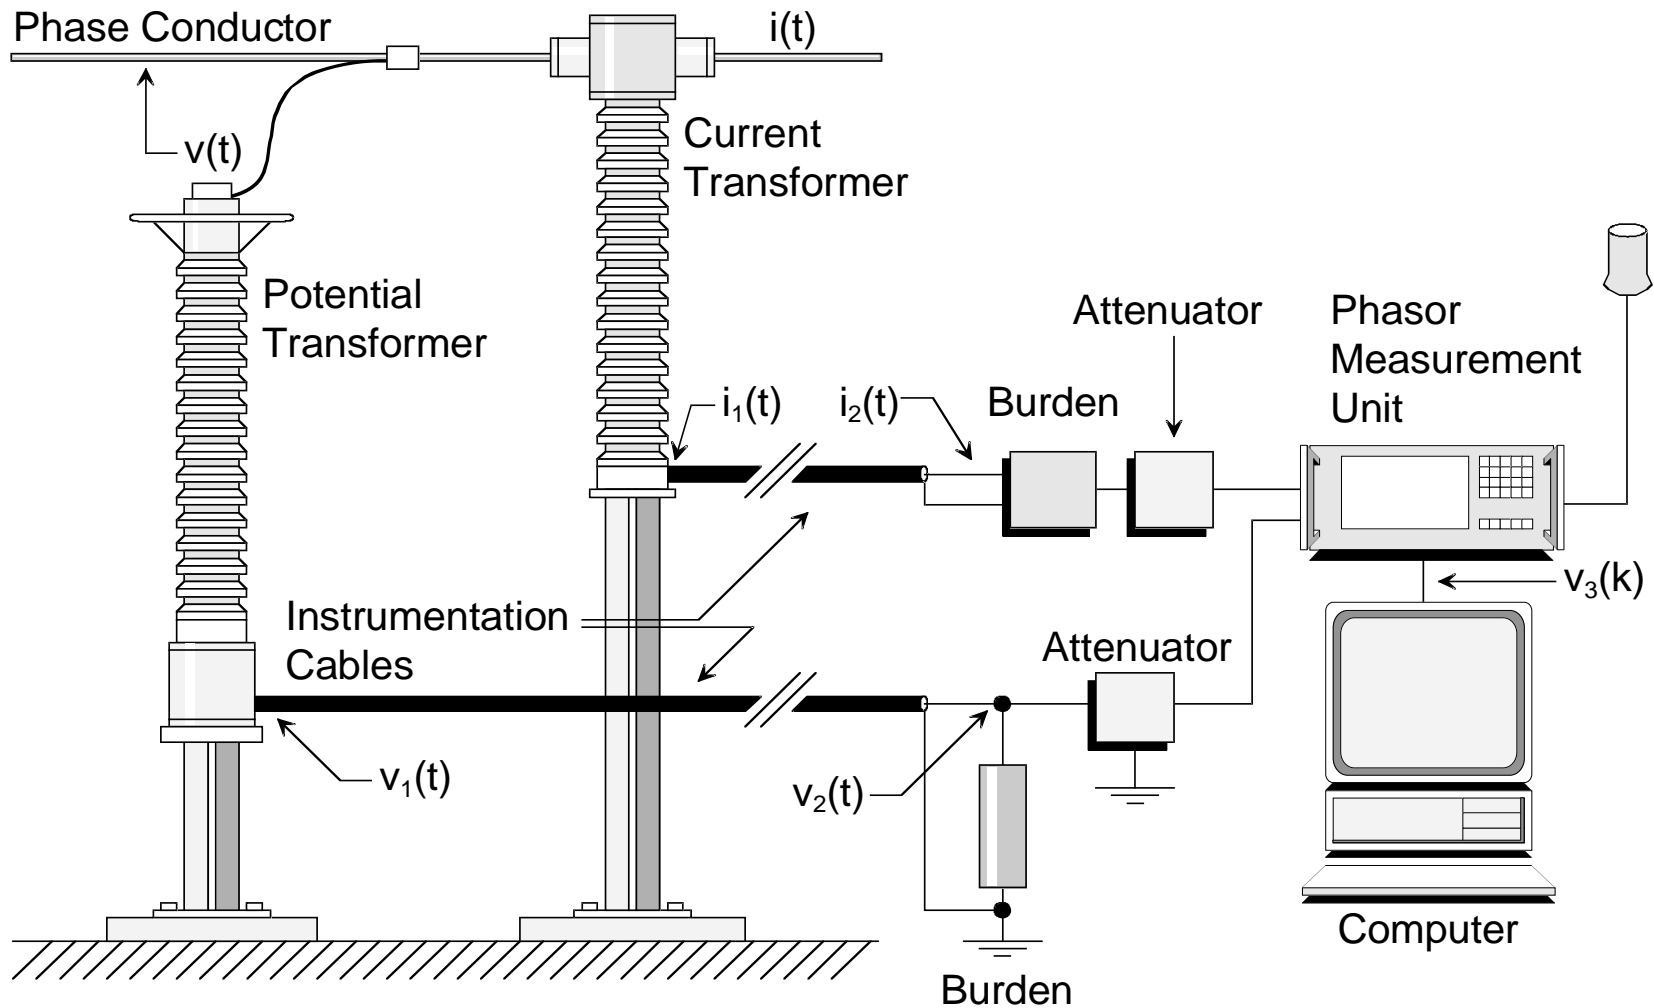 Phase Conductor
i(t)
v(t)
Current
Transformer
Potential
Transformer
Attenuator
Phasor
Measurement
Unit
i₁(t)
i₂(t)
Burden
v₃(k)
Instrumentation
Cables
Attenuator
v₁(t)
v₂(t)
Computer
Burden